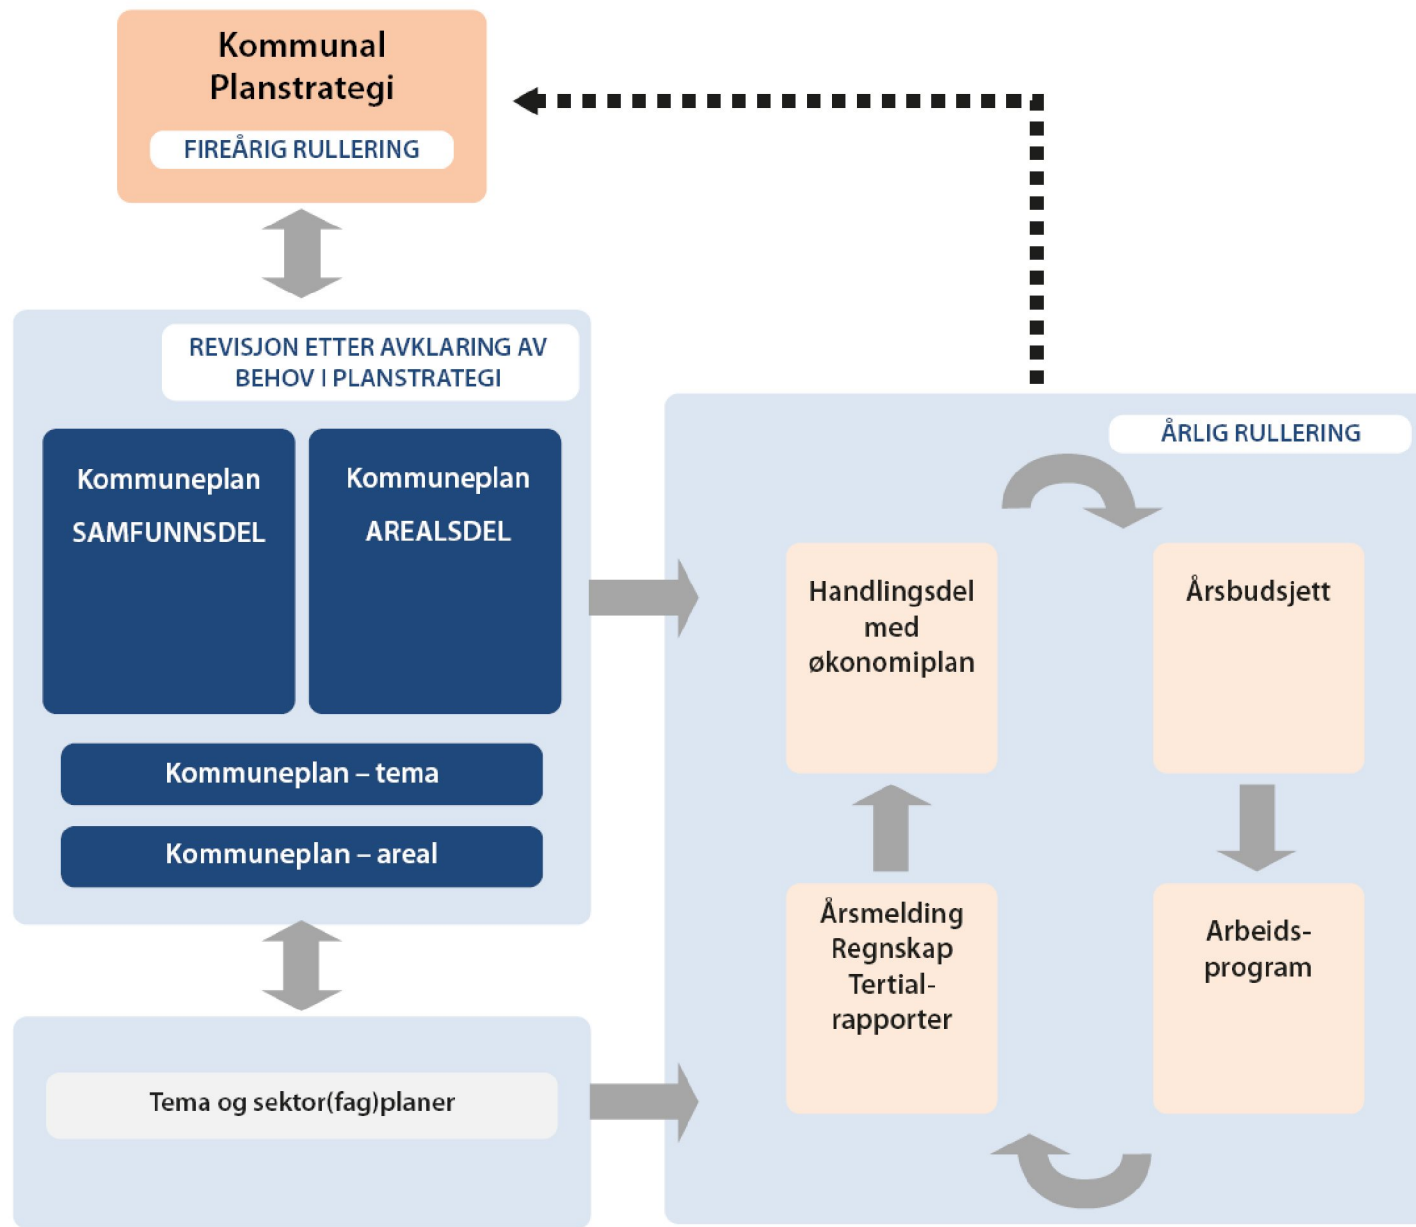 Kommunal
Planstrategi
FIREÅRIG RULLERING
REVISJON ETTER AVKLARING AV
BEHOV I PLANSTRATEGI
Kommuneplan
SAMFUNNSDEL
Kommuneplan
AREALSDEL
Kommuneplan – tema
Kommuneplan – areal
Tema og sektor(fag)planer
ÅRLIG RULLERING
Handlingsdel
med
økonomiplan
Årsbudsjett
Årsmelding
Regnskap
Tertial-
rapporter
Arbeids-
program